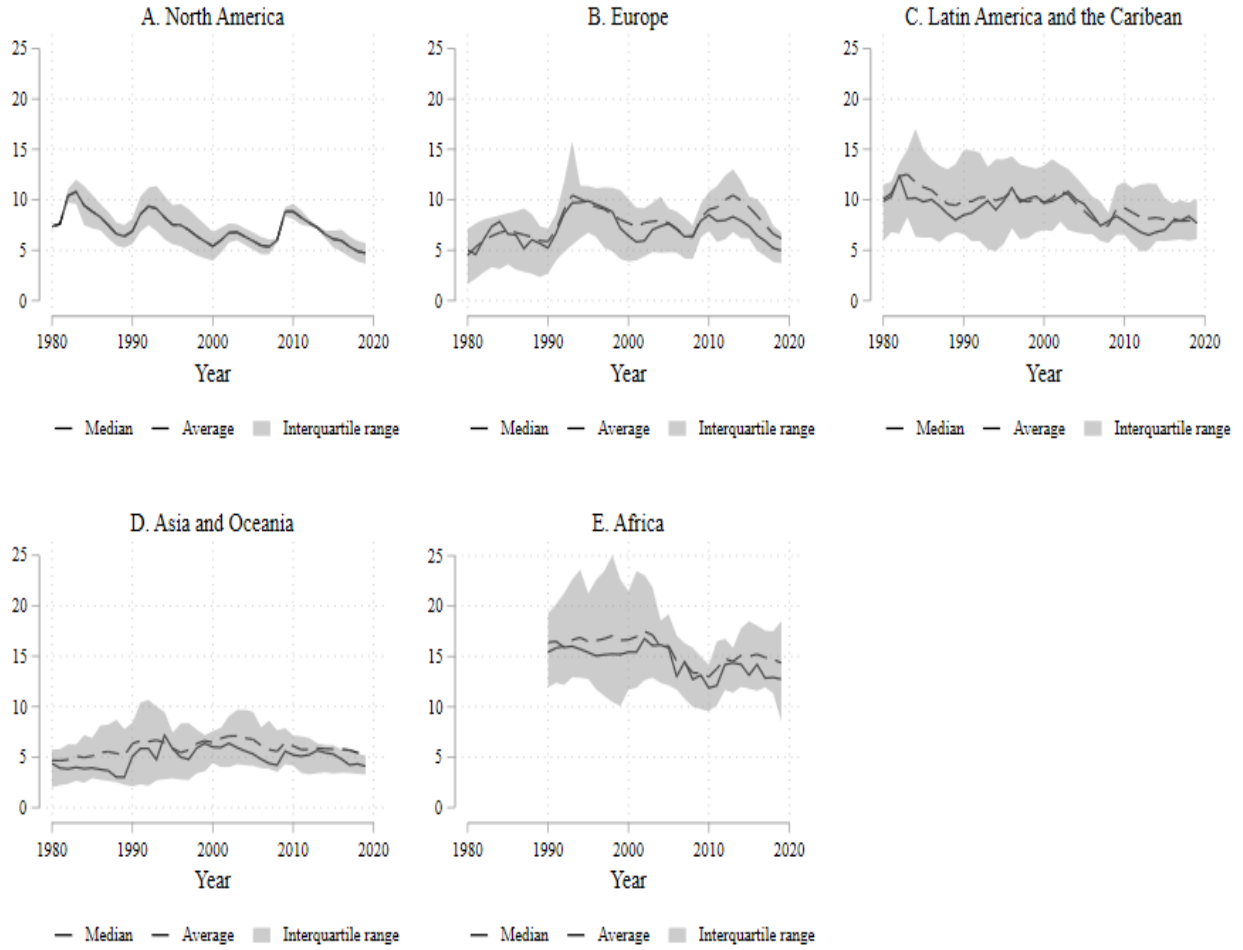 A. North America
B. Europe
C. Latin America and the Caribean
25
20
15
10
5
0
1980 1990 2000 2010 2020
Year
Median Average Interquartile range
25
20
15
10
5
0
1980 1990 2000 2010 2020
Year
Median Average Interquartile range
25
20
15
10
5
0
1980 1990 2000 2010 2020
Year
Median Average Interquartile range
D. Asia and Oceania
E. Africa
25
20
15
10
5
0
1980 1990 2000 2010 2020
Year
Median Average Interquartile range
25
20
15
10
5
0
1980 1990 2000 2010 2020
Year
Median Average Interquartile range